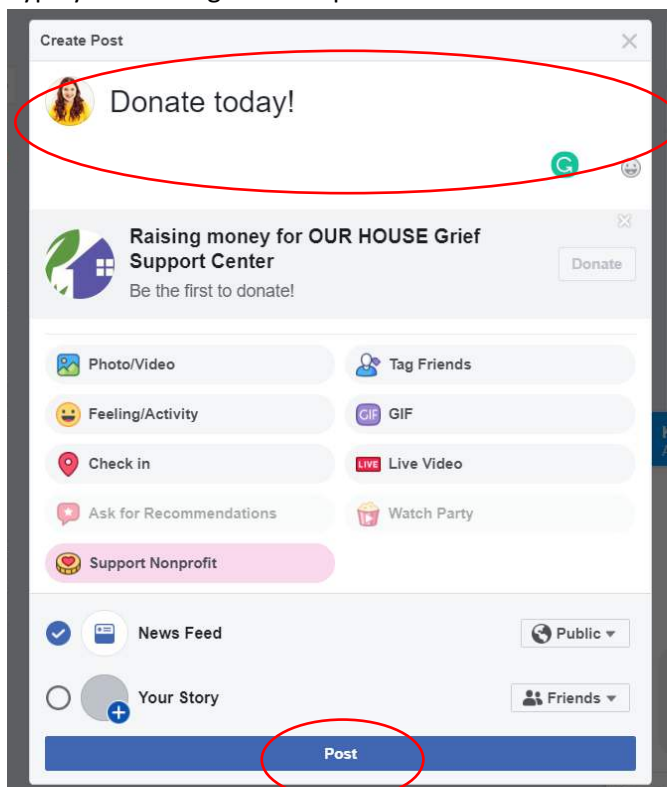 Create Post
Donate today!
G
Raising money for OUR HOUSE Grief
Support Center
Donate
Be the first to donate!
Photo/Video
Tag Friends
Feeling/Activity
GIF GIF
Check in
LIVE Live Video
Ask for Recommendations
Watch Party
Support Nonprofit
News Feed
Public
Your Story
Friends
Post